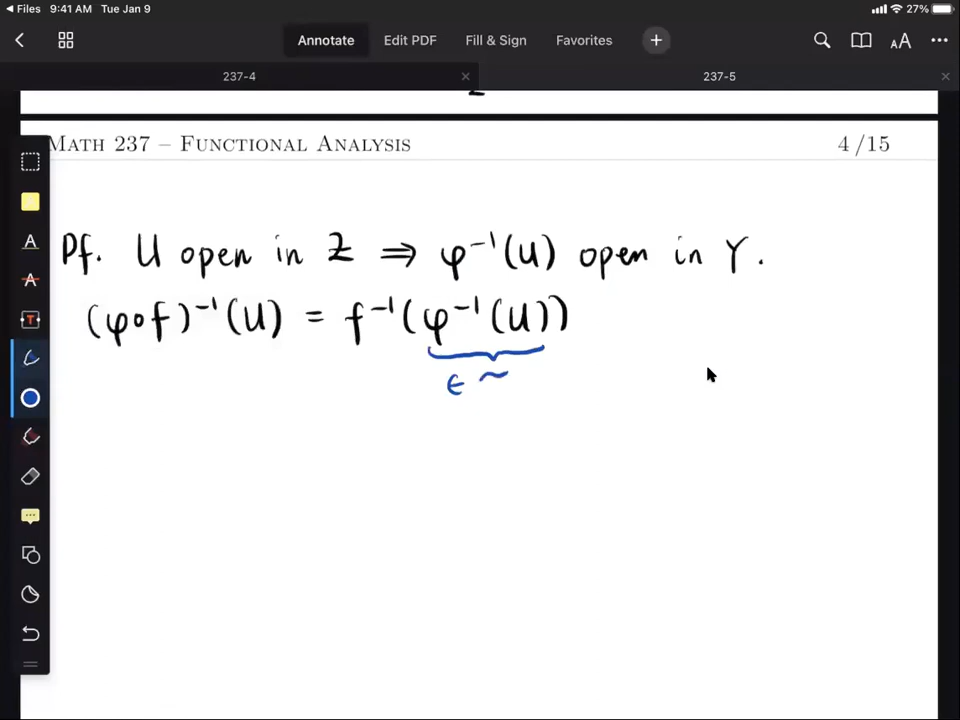 Files 9:41 AM Tue Jan 9 27%
Annotate Edit PDF Fill & Sign Favorites
237-4 237-5
MATH 237 – FUNCTIONAL ANALYSIS 4 /15
Pf. U open in Z ⇒ φ⁻¹(U) open in Y.
(φ∘f)⁻¹(U) = f⁻¹(φ⁻¹(U))
∈ ~